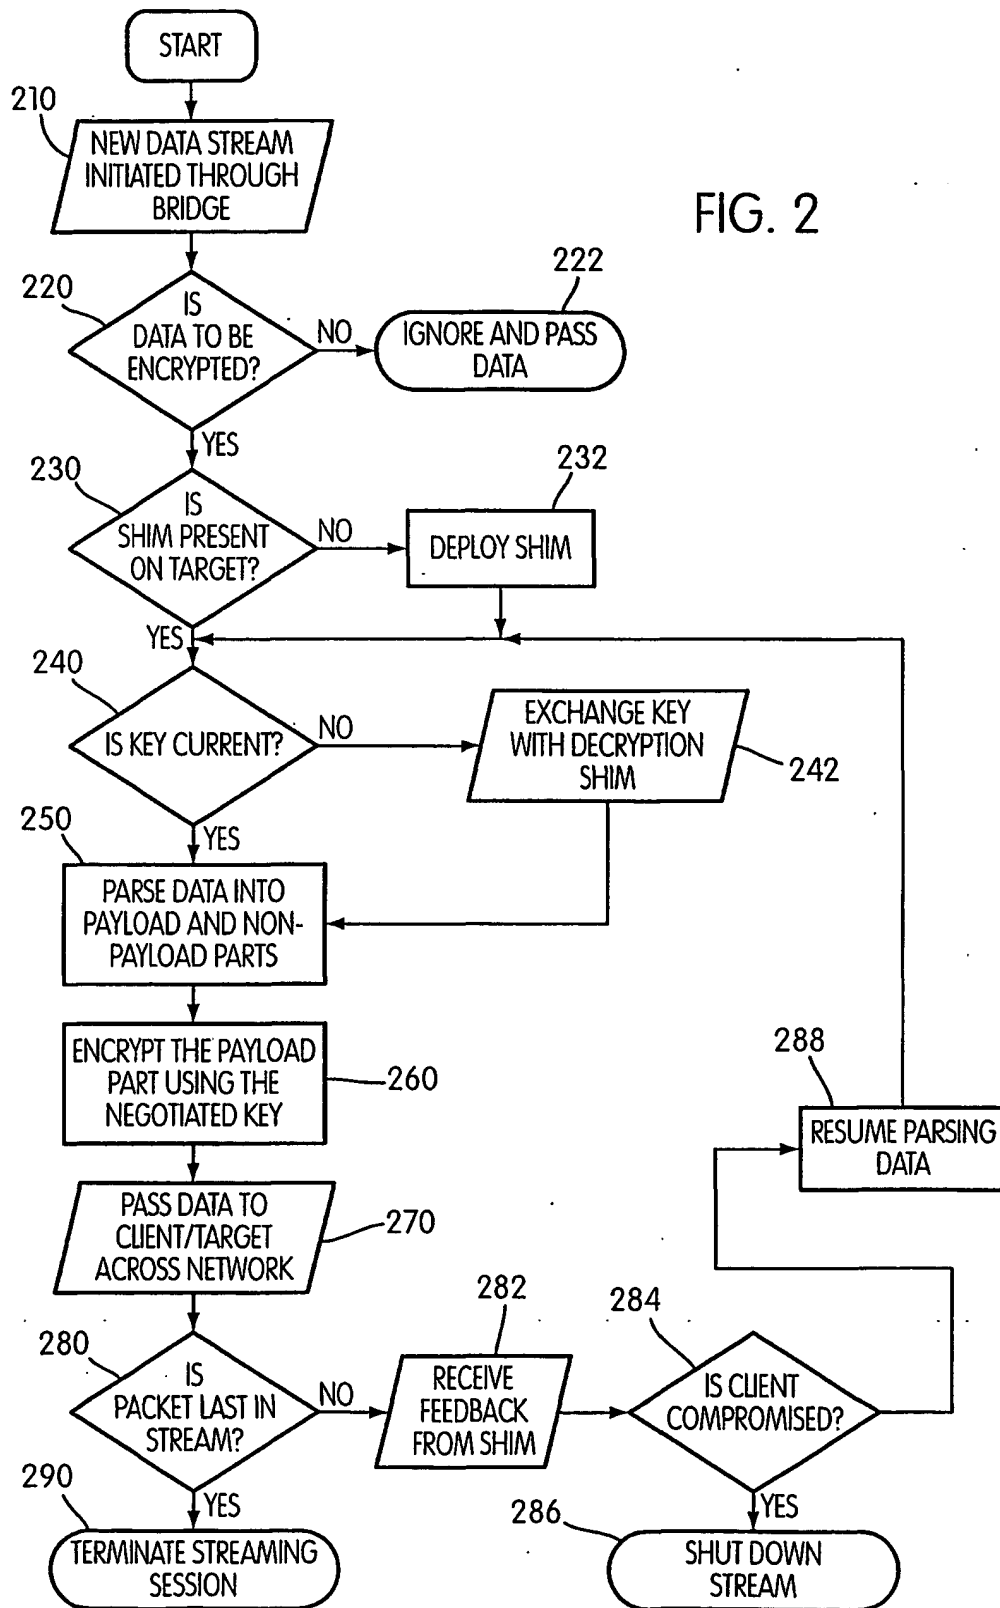 START
210
NEW DATA STREAM
INITIATED THROUGH
BRIDGE
FIG. 2
220
IS
DATA TO BE
ENCRYPTED?
NO
222
IGNORE AND PASS
DATA
YES
230
IS
SHIM PRESENT
ON TARGET?
NO
232
DEPLOY SHIM
YES
240
IS KEY CURRENT?
NO
EXCHANGE KEY
WITH DECRYPTION
SHIM
242
YES
250
PARSE DATA INTO
PAYLOAD AND NON-
PAYLOAD PARTS
ENCRYPT THE PAYLOAD
PART USING THE
NEGOTIATED KEY
260
PASS DATA TO
CLIENT/TARGET
ACROSS NETWORK
270
280
IS
PACKET LAST IN
STREAM?
NO
282
RECEIVE
FEEDBACK
FROM SHIM
284
IS CLIENT
COMPROMISED?
288
RESUME PARSING
DATA
YES
290
TERMINATE STREAMING
SESSION
YES
286
SHUT DOWN
STREAM